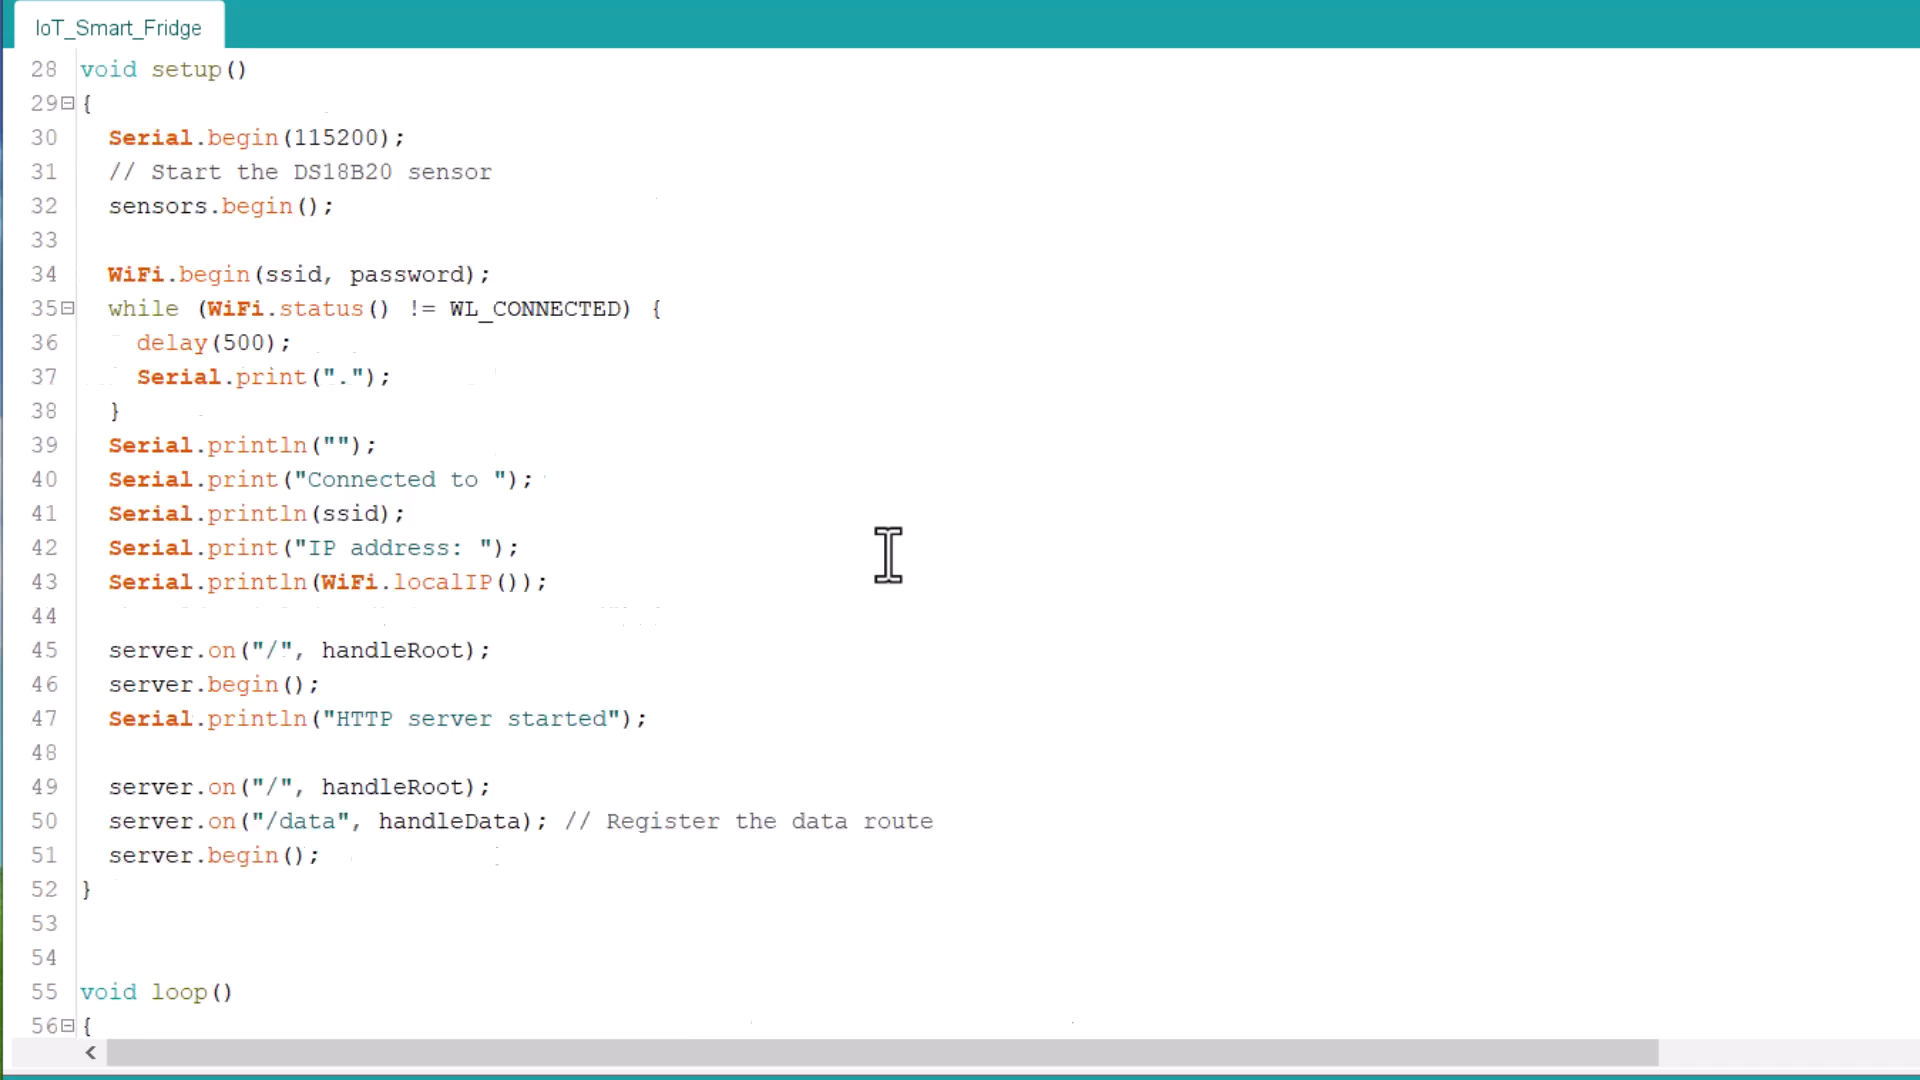 IoT_Smart_Fridge
28 void setup()
29 {
30   Serial.begin(115200);
31   // Start the DS18B20 sensor
32   sensors.begin();
33
34   WiFi.begin(ssid, password);
35   while (WiFi.status() != WL_CONNECTED) {
36     delay(500);
37     Serial.print(".");
38   }
39   Serial.println("");
40   Serial.print("Connected to ");
41   Serial.println(ssid);
42   Serial.print("IP address: ");
43   Serial.println(WiFi.localIP());
44
45   server.on("/", handleRoot);
46   server.begin();
47   Serial.println("HTTP server started");
48
49   server.on("/", handleRoot);
50   server.on("/data", handleData); // Register the data route
51   server.begin();
52 }
53
54
55 void loop()
56 {